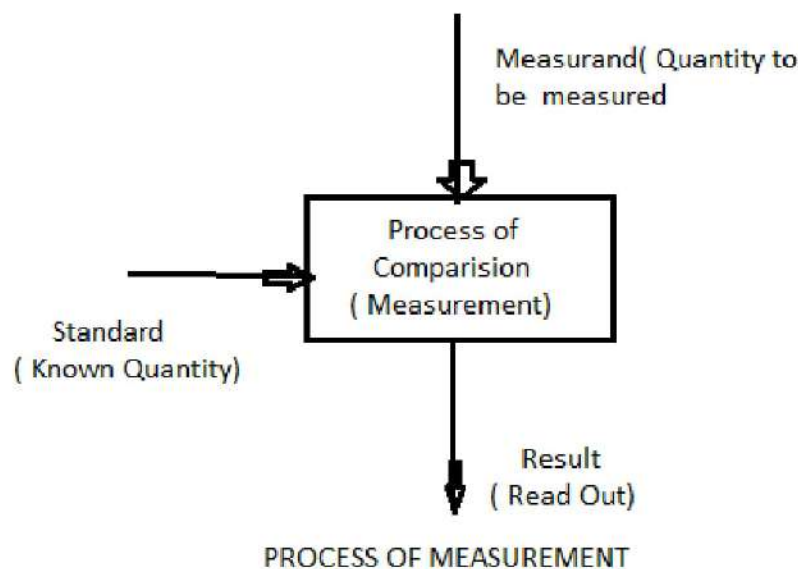 Measurand( Quantity to
be measured
Process of
Comparision
( Measurement)
Standard
( Known Quantity)
Result
( Read Out)
PROCESS OF MEASUREMENT